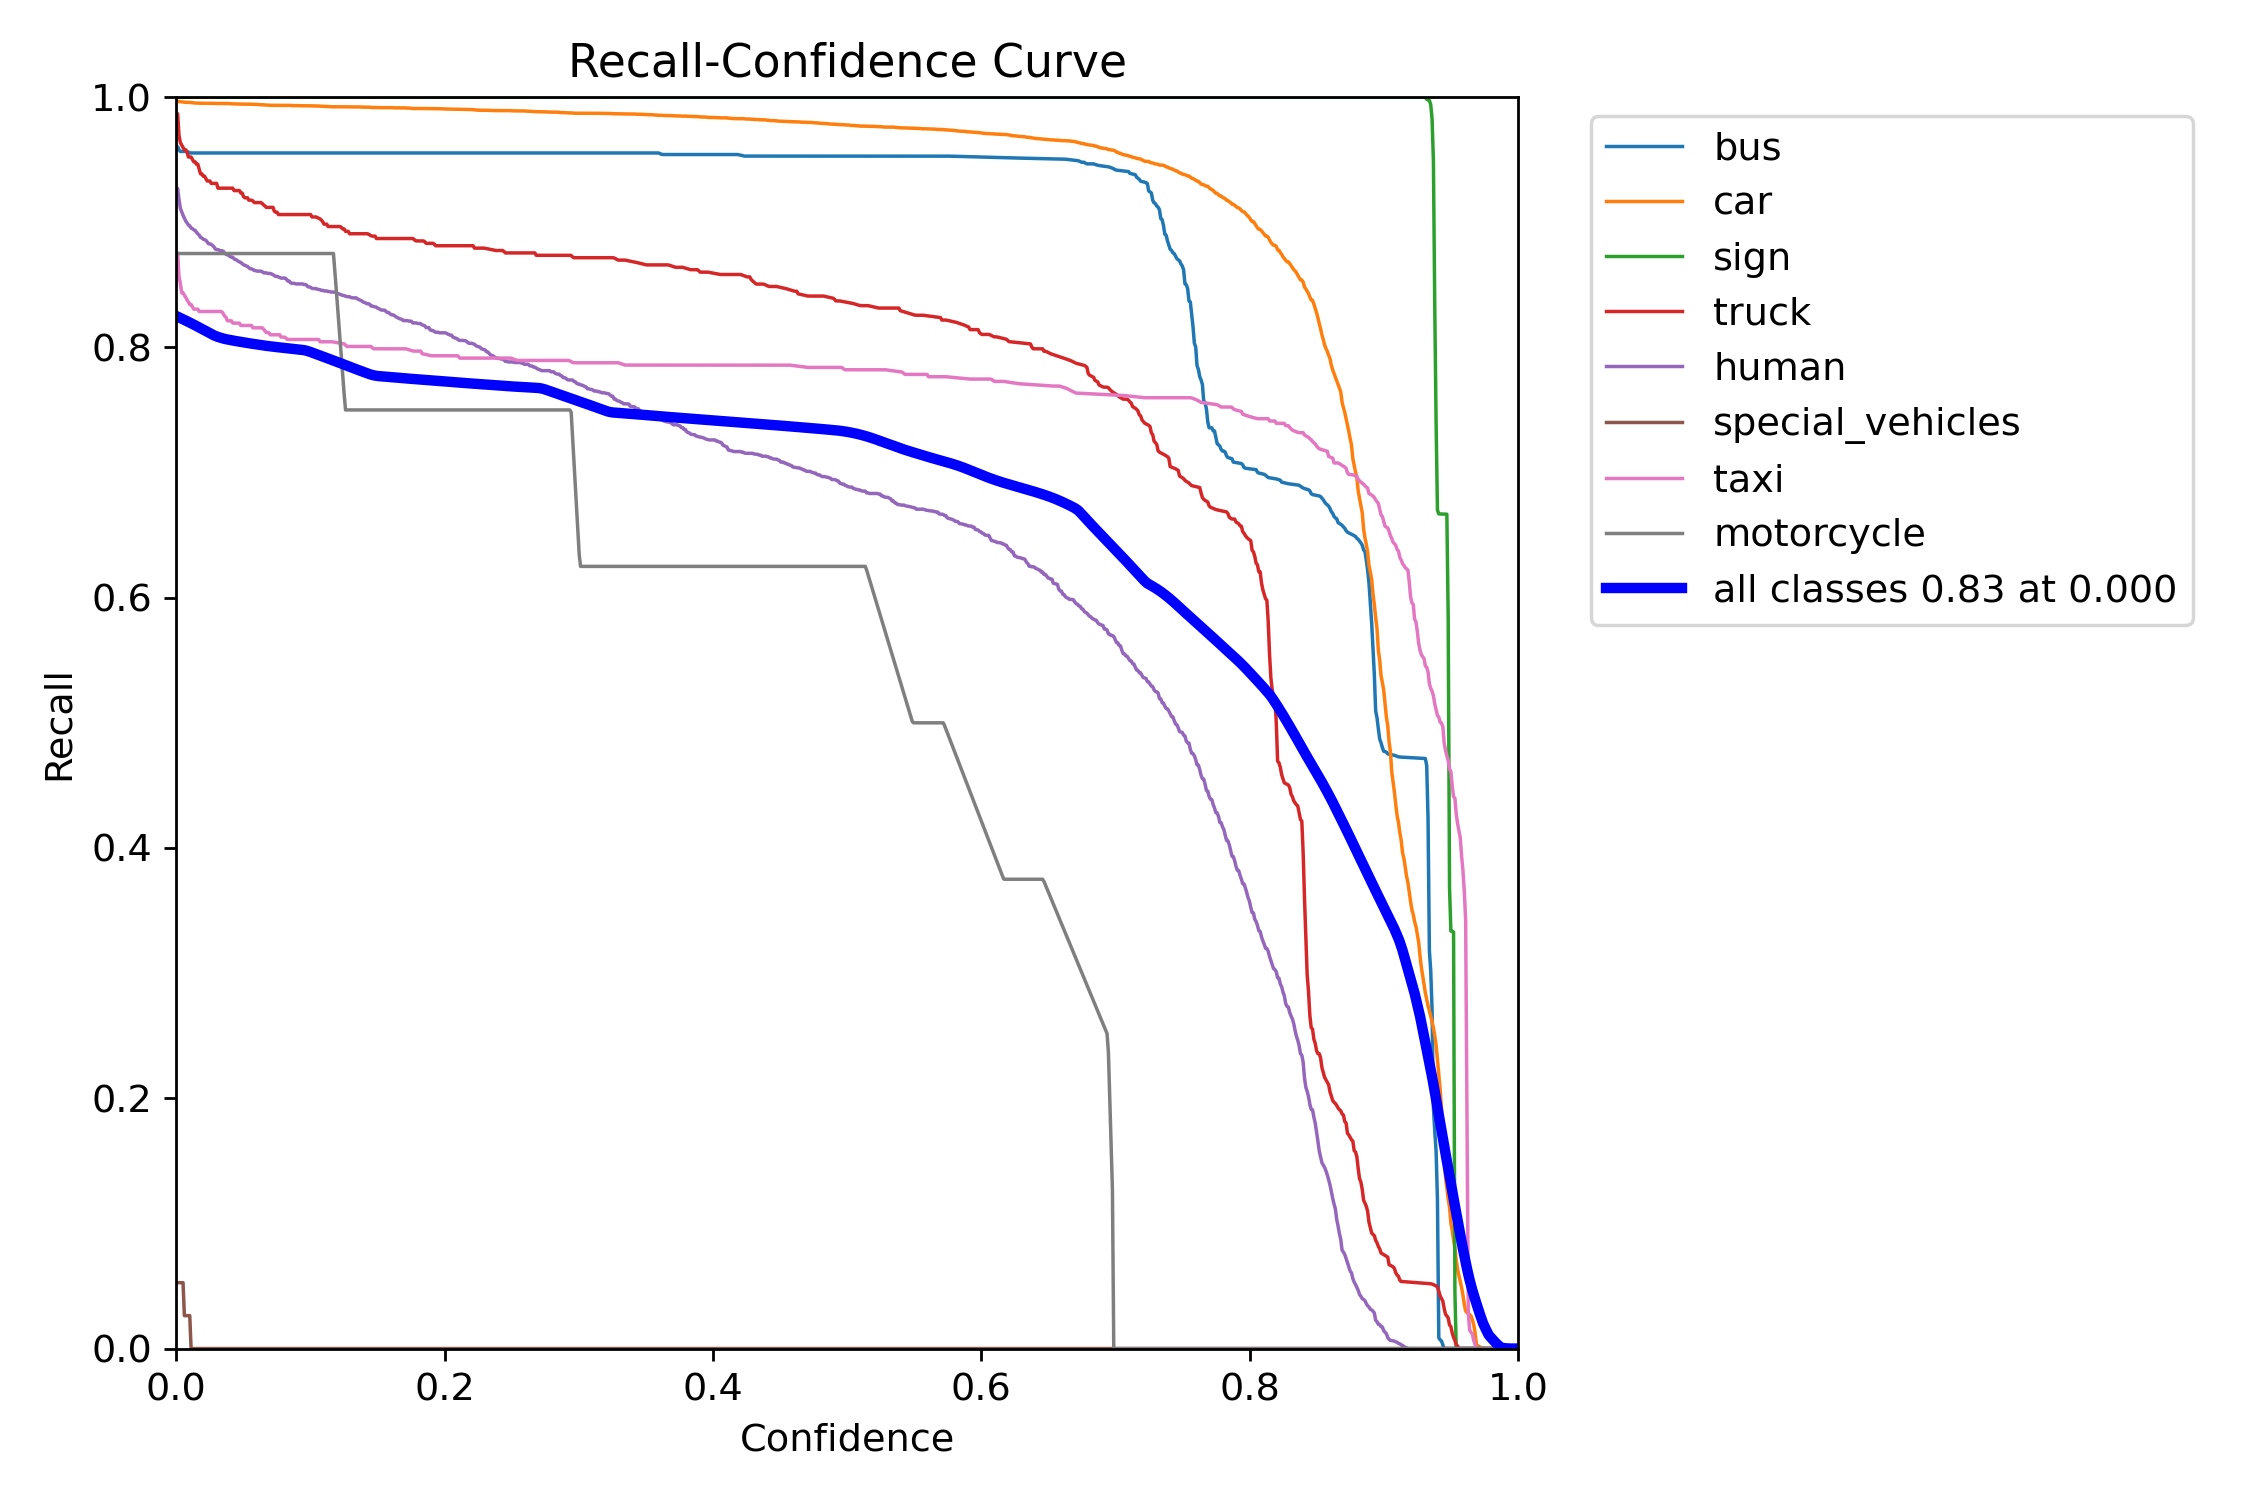 Recall-Confidence Curve
1.0
0.8
0.6
0.4
0.2
0.0
Recall
0.0 0.2 0.4 0.6 0.8 1.0
Confidence
bus
car
sign
truck
human
special_vehicles
taxi
motorcycle
all classes 0.83 at 0.000